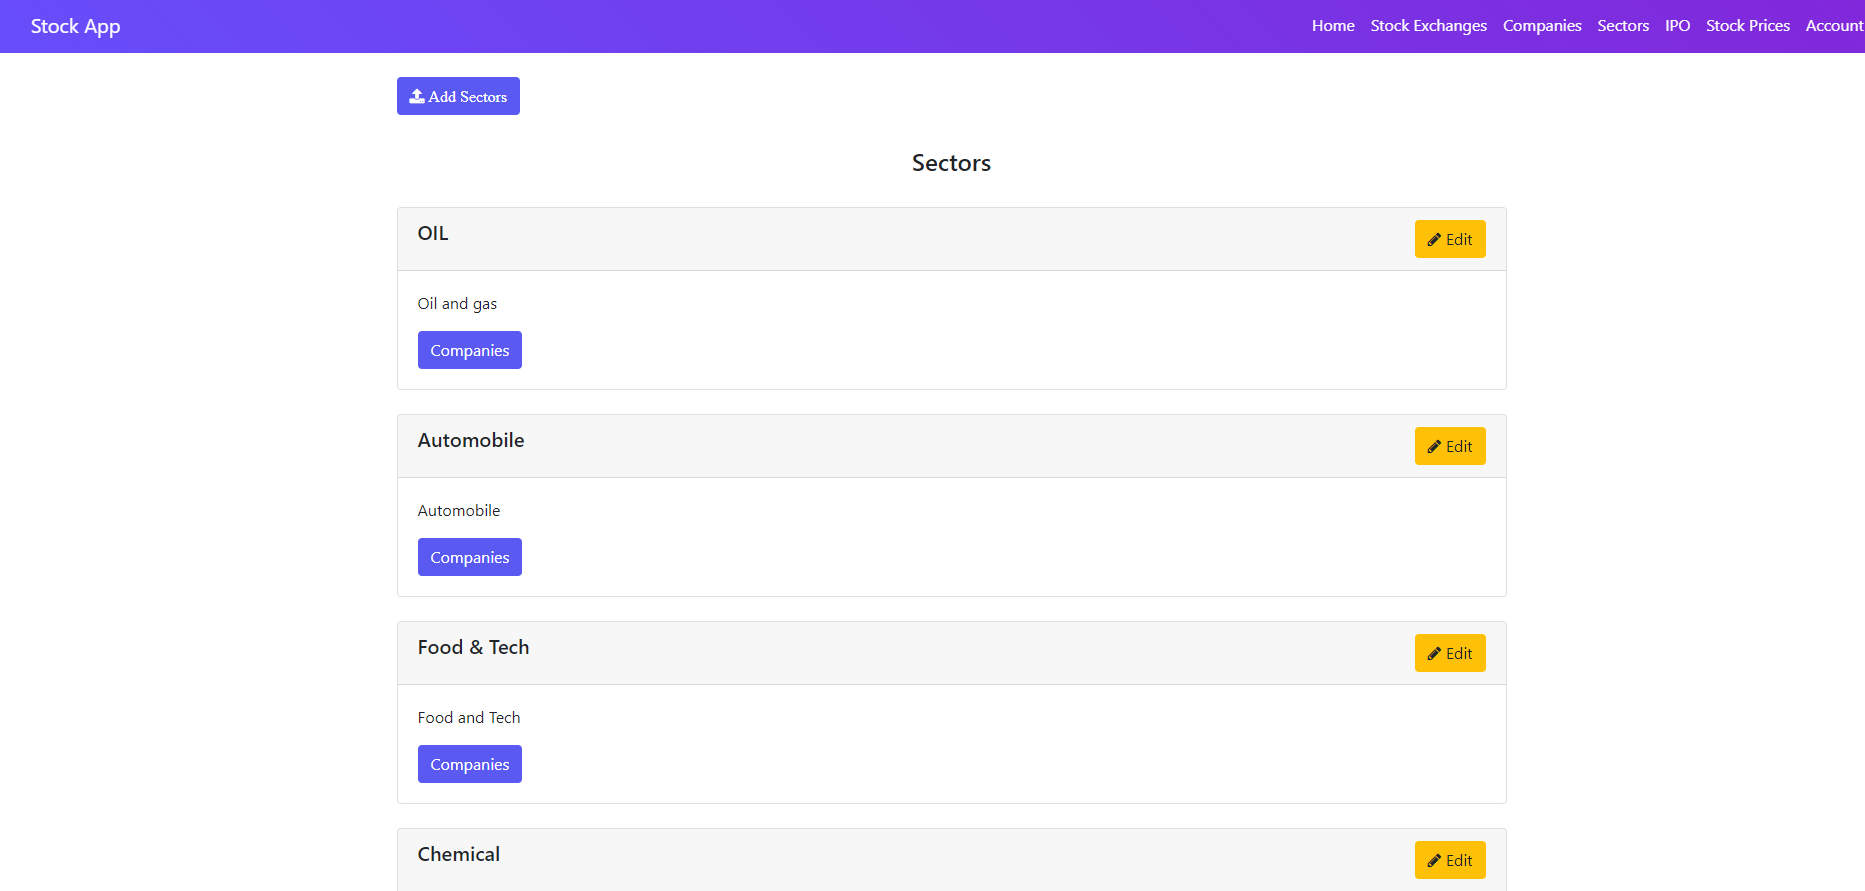 Stock App Home Stock Exchanges Companies Sectors IPO Stock Prices Account
Add Sectors
Sectors
OIL Edit
Oil and gas
Companies
Automobile Edit
Automobile
Companies
Food & Tech Edit
Food and Tech
Companies
Chemical Edit